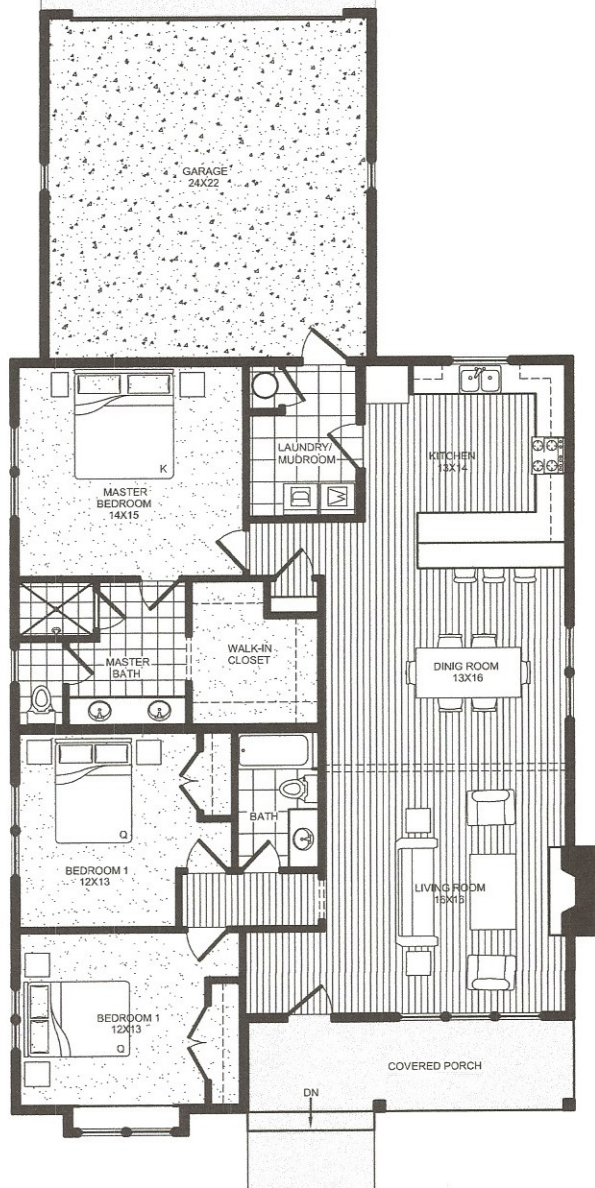 GARAGE
24X22
LAUNDRY/
MUDROOM
KITCHEN
13X14
K
MASTER
BEDROOM
14X15
D
W
WALK-IN
CLOSET
MASTER
BATH
DINIG ROOM
13X16
Q
BATH
BEDROOM 1
12X13
LIVING ROOM
16X16
BEDROOM 1
12X13
Q
COVERED PORCH
DN